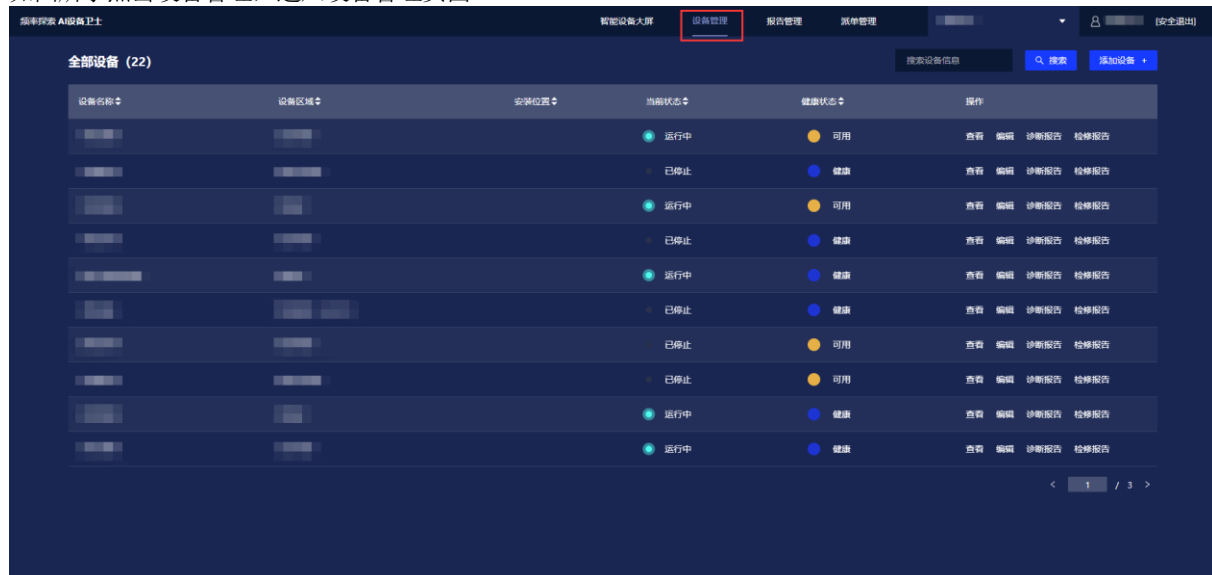 频率探索 AI设备卫士 智能设备大屏 设备管理 报告管理 派单管理 [安全退出]
全部设备 (22) 搜索设备信息 搜索 添加设备 +
设备名称 设备区域 安装位置 当前状态 健康状态 操作
运行中 可用 查看 编辑 诊断报告 检修报告
已停止 健康 查看 编辑 诊断报告 检修报告
运行中 可用 查看 编辑 诊断报告 检修报告
已停止 健康 查看 编辑 诊断报告 检修报告
运行中 健康 查看 编辑 诊断报告 检修报告
已停止 健康 查看 编辑 诊断报告 检修报告
已停止 可用 查看 编辑 诊断报告 检修报告
已停止 可用 查看 编辑 诊断报告 检修报告
运行中 健康 查看 编辑 诊断报告 检修报告
运行中 健康 查看 编辑 诊断报告 检修报告
< 1 / 3 >